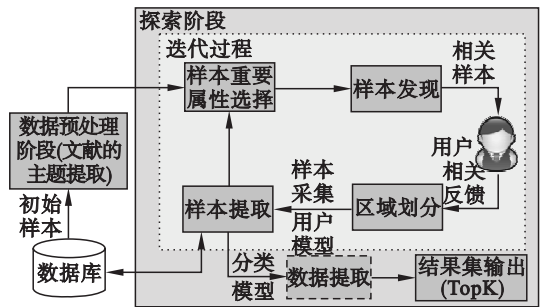 探索阶段
迭代过程
样本重要
属性选择
样本发现
相关
样本
数据预处理
阶段(文献的
主题提取)
用户
相关
反馈
样本
采集
样本提取
区域划分
用户
模型
初始
样本
数据库
分类
模型
数据提取
结果集输出
(TopK)